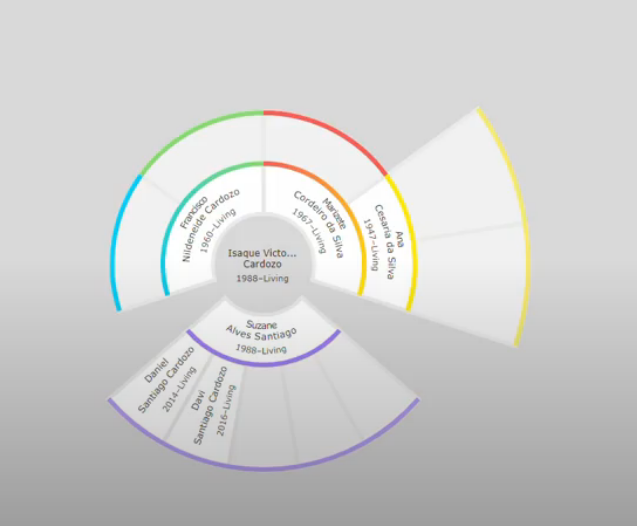 Francisco
Nildeneide Cardozo
1960–Living
Marizete
Cordeiro da Silva
1967–Living
Ana
Cesaria da Silva
1947–Living
Isaque Victo...
Cardozo
1988–Living
Suzane
Alves Santiago
1988–Living
Daniel
Santiago Cardozo
2014–Living
Davi
Santiago Cardozo
2016–Living